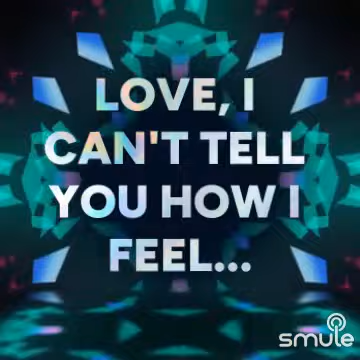 LOVE, I
CAN'T TELL
YOU HOW I
FEEL...
smule